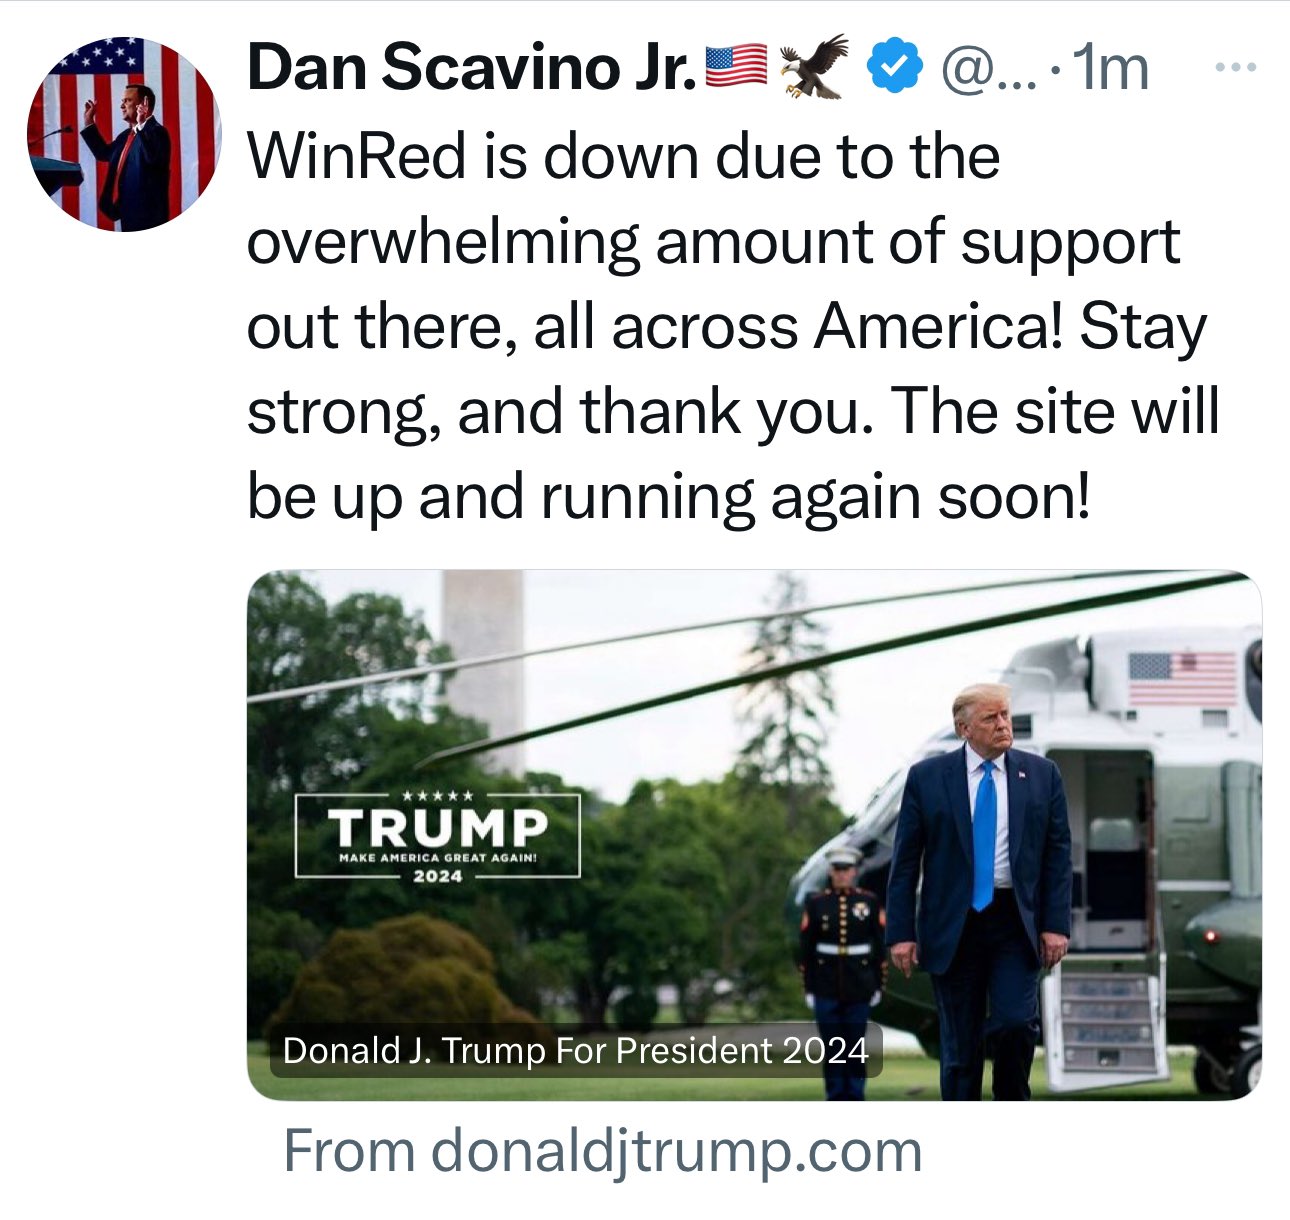 Dan Scavino Jr.🇺🇸🦅 @... · 1m
WinRed is down due to the
overwhelming amount of support
out there, all across America! Stay
strong, and thank you. The site will
be up and running again soon!
★★★★★
TRUMP
MAKE AMERICA GREAT AGAIN!
2024
Donald J. Trump For President 2024
From donaldjtrump.com